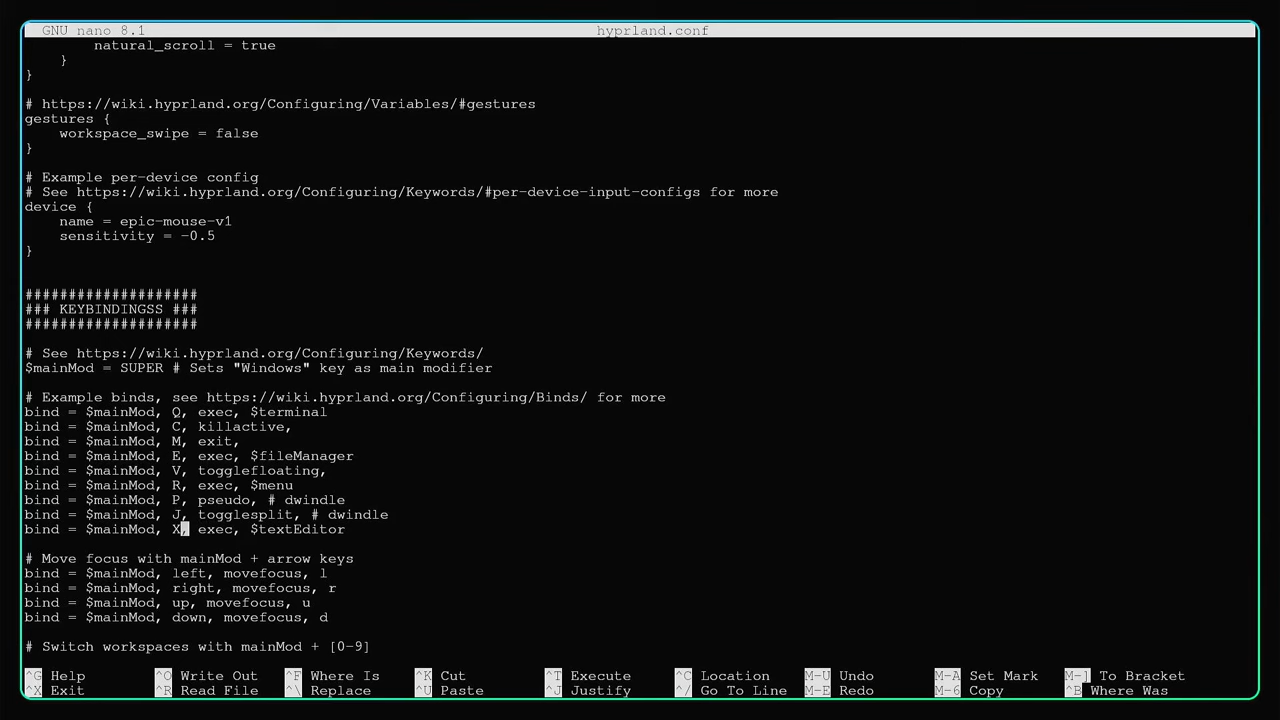 GNU nano 8.1 hyprland.conf
natural_scroll = true
}
}
# https://wiki.hyprland.org/Configuring/Variables/#gestures
gestures {
workspace_swipe = false
}
# Example per-device config
# See https://wiki.hyprland.org/Configuring/Keywords/#per-device-input-configs for more
device {
name = epic-mouse-v1
sensitivity = -0.5
}
####################
### KEYBINDINGSS ###
####################
# See https://wiki.hyprland.org/Configuring/Keywords/
$mainMod = SUPER # Sets "Windows" key as main modifier
# Example binds, see https://wiki.hyprland.org/Configuring/Binds/ for more
bind = $mainMod, Q, exec, $terminal
bind = $mainMod, C, killactive,
bind = $mainMod, M, exit,
bind = $mainMod, E, exec, $fileManager
bind = $mainMod, V, togglefloating,
bind = $mainMod, R, exec, $menu
bind = $mainMod, P, pseudo, # dwindle
bind = $mainMod, J, togglesplit, # dwindle
bind = $mainMod, X, exec, $textEditor
# Move focus with mainMod + arrow keys
bind = $mainMod, left, movefocus, l
bind = $mainMod, right, movefocus, r
bind = $mainMod, up, movefocus, u
bind = $mainMod, down, movefocus, d
# Switch workspaces with mainMod + [0-9]
^G Help ^O Write Out ^F Where Is ^K Cut ^T Execute ^C Location M-U Undo M-A Set Mark M-] To Bracket
^X Exit ^R Read File ^\ Replace ^U Paste ^J Justify ^/ Go To Line M-E Redo M-6 Copy ^B Where Was